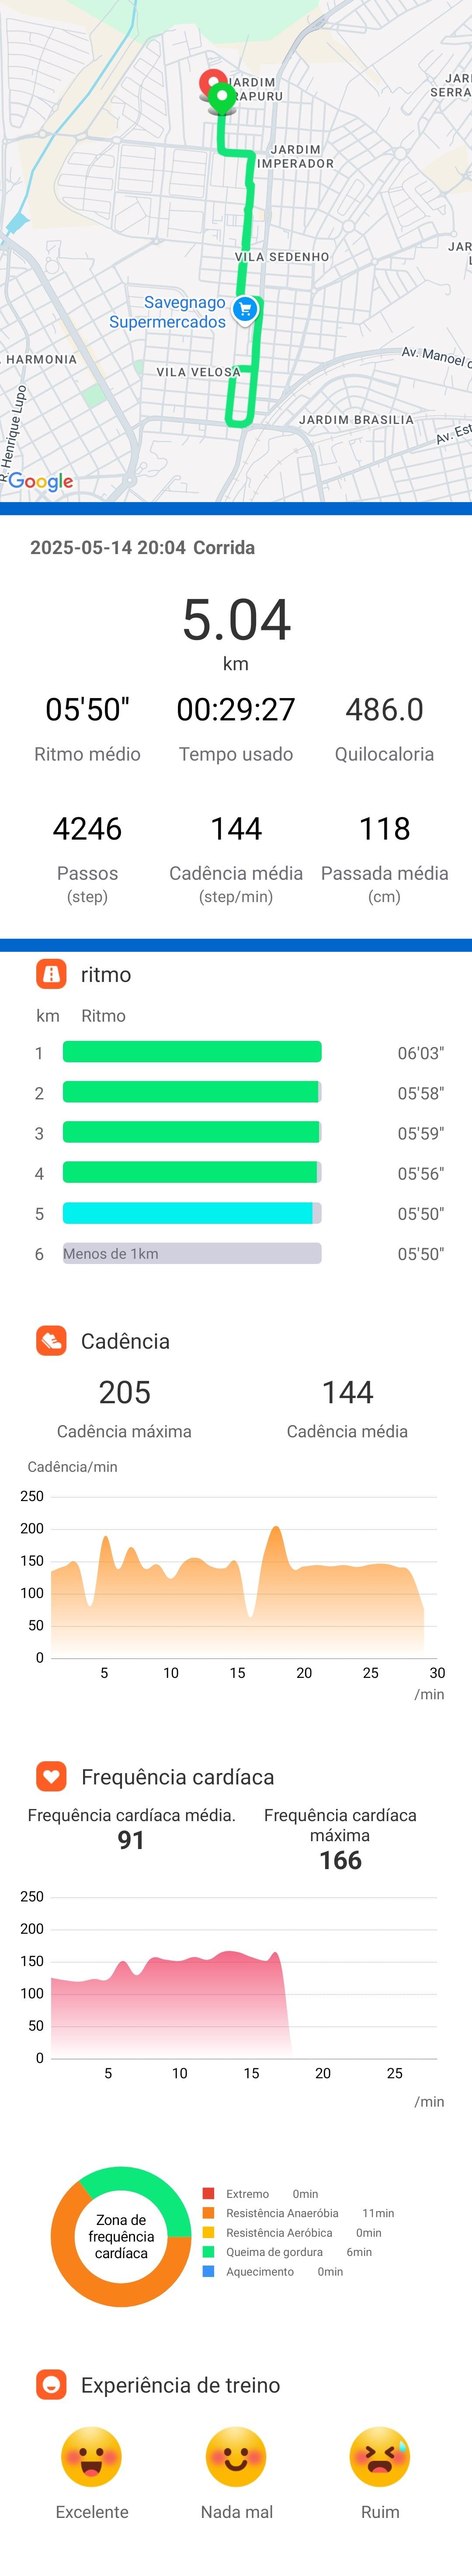 JARDIM
RAPURU
JAR
SERRA
JARDIM
IMPERADOR
JAR
VILA SEDENHO
Savegnago
Supermercados
HARMONIA
Av. Manoel
VILA VELOSA
R. Henrique Lupo
JARDIM BRASILIA
Av. Est
Google
2025-05-14 20:04 Corrida
5.04
km
05'50"
00:29:27
486.0
Ritmo médio
Tempo usado
Quilocaloria
4246
144
118
Passos
Cadência média
Passada média
(step)
(step/min)
(cm)
ritmo
km Ritmo
1 06'03"
2 05'58"
3 05'59"
4 05'56"
5 05'50"
6 Menos de 1km 05'50"
Cadência
205
144
Cadência máxima
Cadência média
Cadência/min
250
200
150
100
50
0
5 10 15 20 25 30
/min
Frequência cardíaca
Frequência cardíaca média.
91
Frequência cardíaca
máxima
166
250
200
150
100
50
0
5 10 15 20 25
/min
Zona de
frequência
cardíaca
Extremo 0min
Resistência Anaeróbia 11min
Resistência Aeróbica 0min
Queima de gordura 6min
Aquecimento 0min
Experiência de treino
Excelente
Nada mal
Ruim